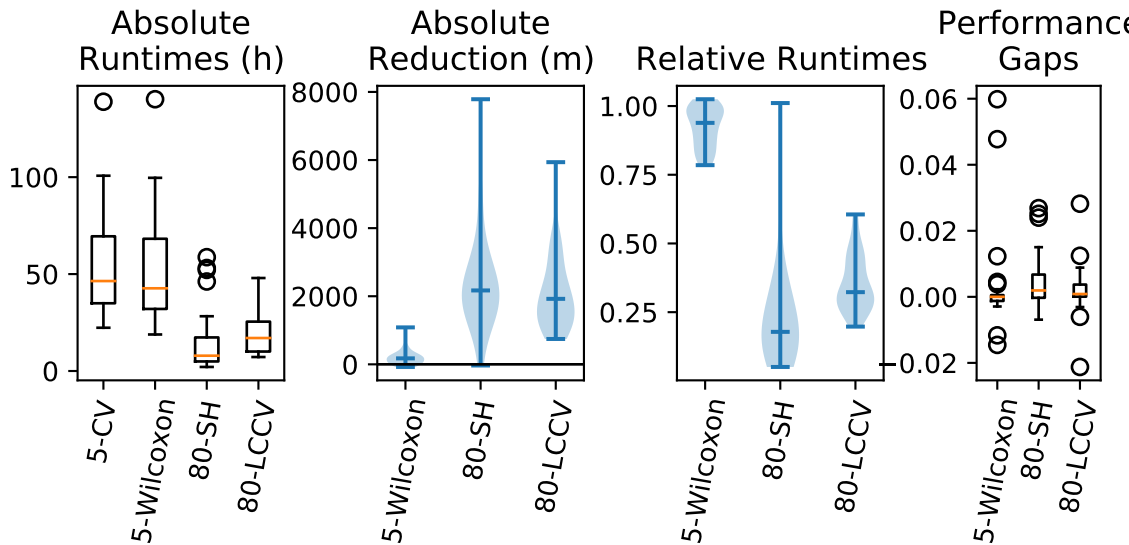 Absolute
Runtimes (h)
100
50
0
5-CV
5-Wilcoxon
80-SH
80-LCCV
Absolute
Reduction (m)
8000
6000
4000
2000
0
5-Wilcoxon
80-SH
80-LCCV
Relative Runtimes
1.00
0.75
0.50
0.25
5-Wilcoxon
80-SH
80-LCCV
Performance
Gaps
0.06
0.04
0.02
0.00
−0.02
5-Wilcoxon
80-SH
80-LCCV